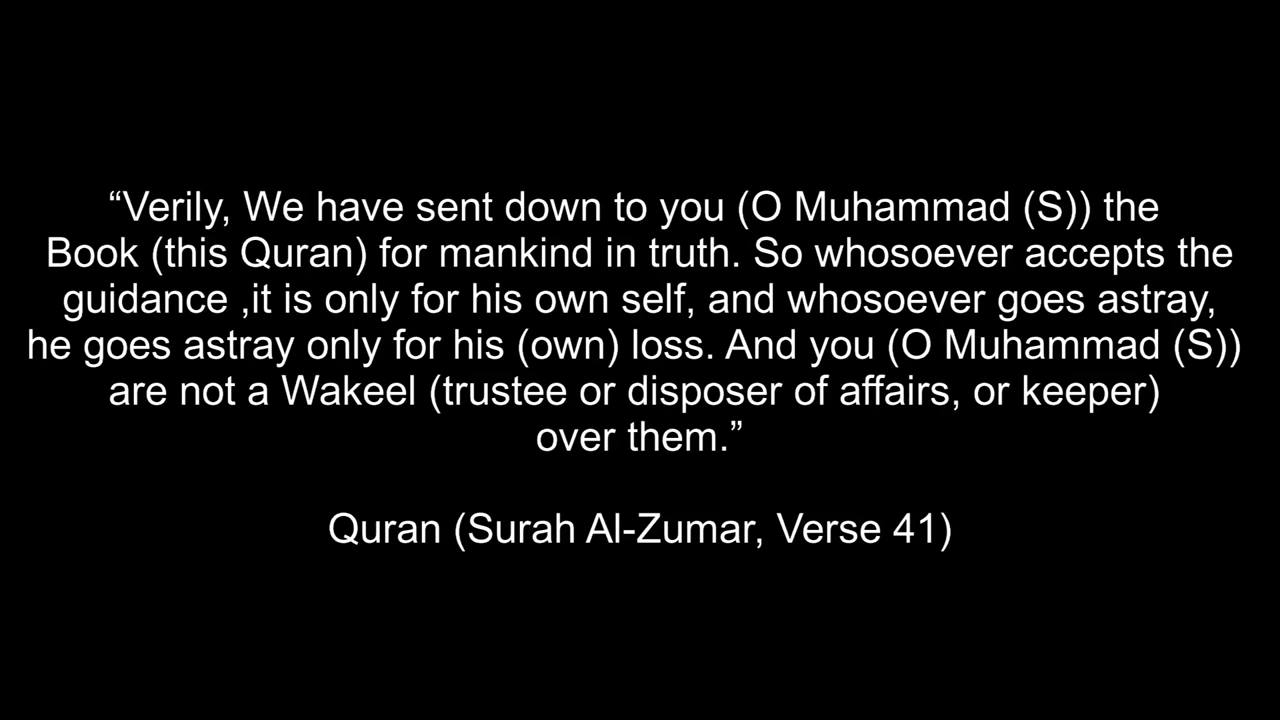 “Verily, We have sent down to you (O Muhammad (S)) the
Book (this Quran) for mankind in truth. So whosoever accepts the
guidance ,it is only for his own self, and whosoever goes astray,
he goes astray only for his (own) loss. And you (O Muhammad (S))
are not a Wakeel (trustee or disposer of affairs, or keeper)
over them.”
Quran (Surah Al-Zumar, Verse 41)